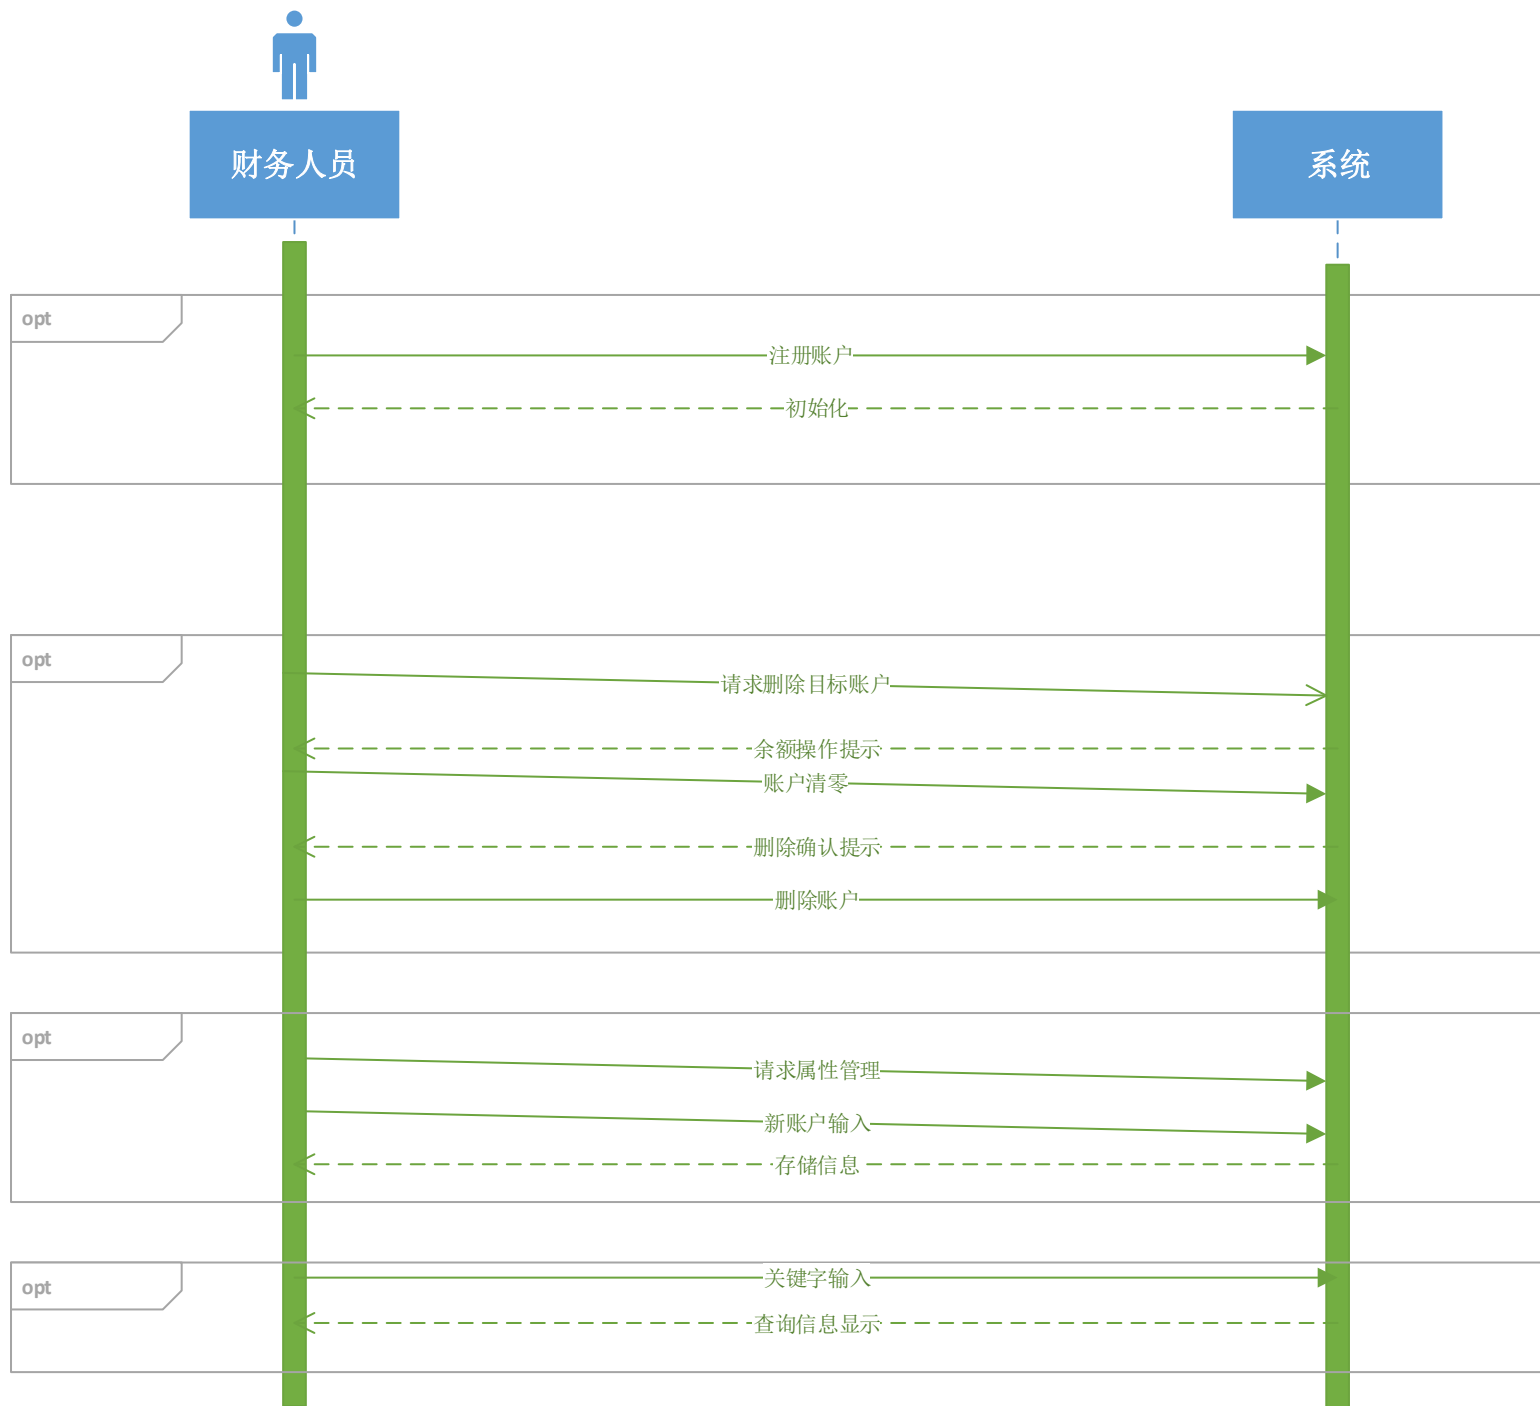 财务人员
系统
opt
注册账户
初始化
opt
请求删除目标账户
余额操作提示
账户清零
删除确认提示
删除账户
opt
请求属性管理
新账户输入
存储信息
opt
关键字输入
查询信息显示